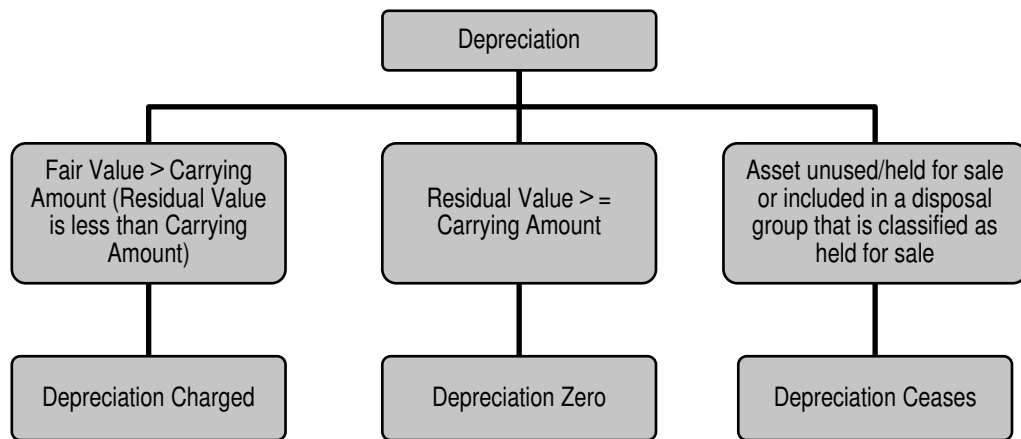 Depreciation
Fair Value > Carrying
Amount (Residual Value
is less than Carrying
Amount)
Residual Value > =
Carrying Amount
Asset unused/held for sale
or included in a disposal
group that is classified as
held for sale
Depreciation Charged
Depreciation Zero
Depreciation Ceases